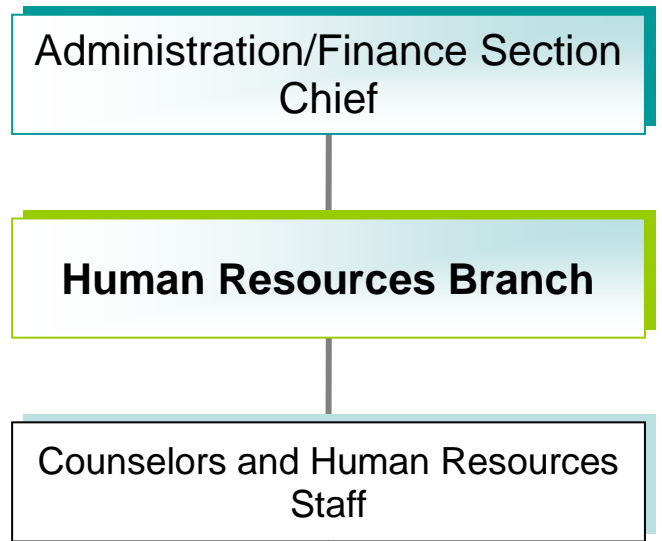 Administration/Finance Section
Chief
Human Resources Branch
Counselors and Human Resources
Staff